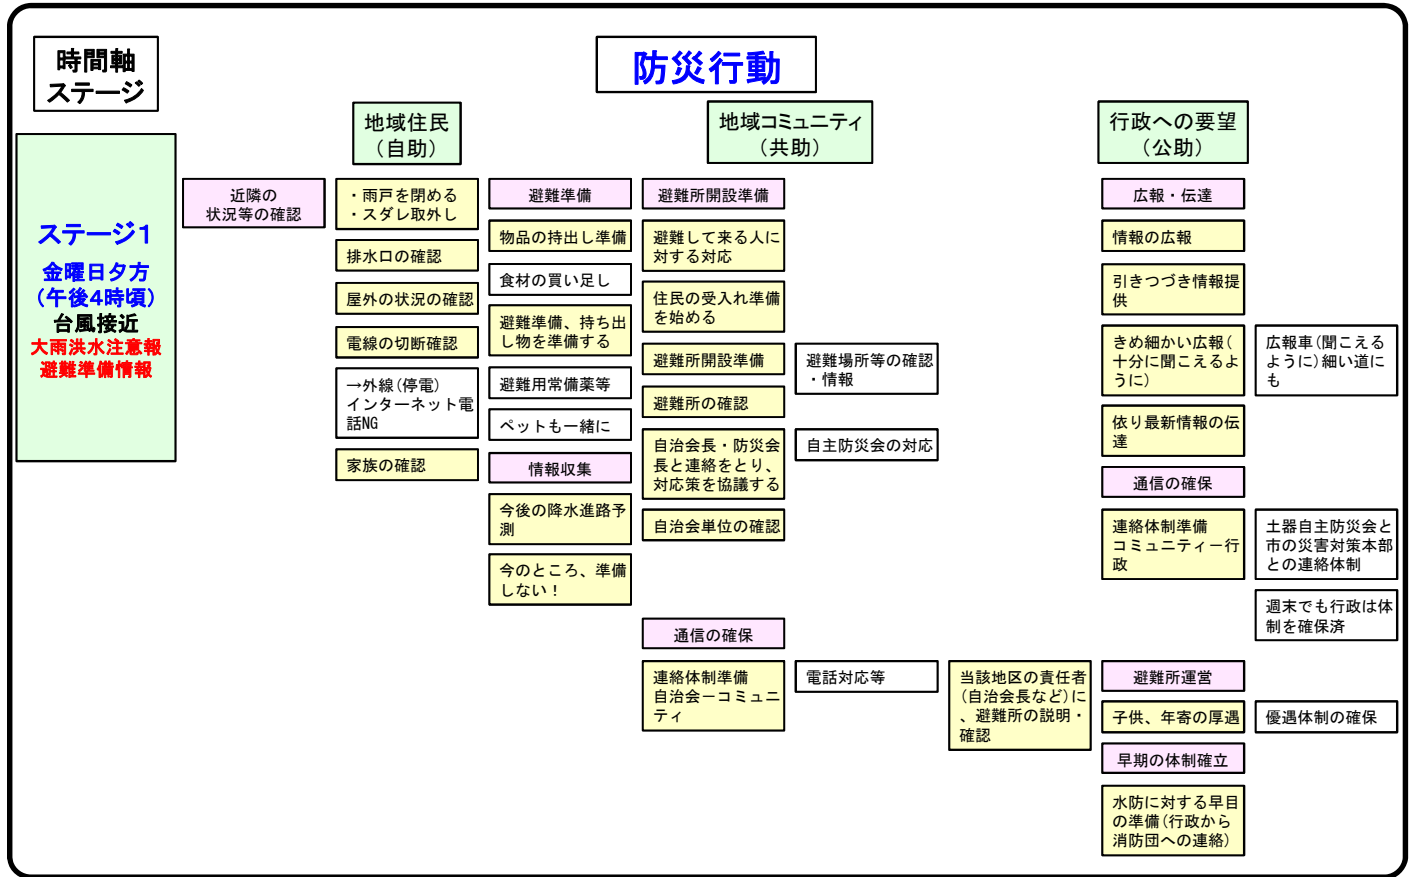 時間軸
ステージ
防災行動
地域住民
（自助）
地域コミュニティ
（共助）
行政への要望
（公助）
ステージ1
金曜日夕方
（午後4時頃）
台風接近
大雨洪水注意報
避難準備情報
近隣の
状況等の確認
・雨戸を閉める
・スダレ取外し
排水口の確認
屋外の状況の確認
電線の切断確認
→外線(停電)
インターネット電
話NG
家族の確認
避難準備
物品の持出し準備
食材の買い足し
避難準備、持ち出
し物を準備する
避難用常備薬等
ペットも一緒に
情報収集
今後の降水進路予
測
今のところ、準備
しない！
避難所開設準備
避難して来る人に
対する対応
住民の受入れ準備
を始める
避難所開設準備
避難場所等の確認
・情報
避難所の確認
自治会長・防災会
長と連絡をとり、
対応策を協議する
自主防災会の対応
自治会単位の確認
通信の確保
連絡体制準備
自治会－コミュニ
ティ
電話対応等
当該地区の責任者
(自治会長など)に
、避難所の説明・
確認
広報・伝達
情報の広報
引きつづき情報提
供
きめ細かい広報(
十分に聞こえるよ
うに)
広報車(聞こえる
ように)細い道に
も
依り最新情報の伝
達
通信の確保
連絡体制準備
コミュニティー行
政
土器自主防災会と
市の災害対策本部
との連絡体制
週末でも行政は体
制を確保済
避難所運営
子供、年寄の厚遇
優遇体制の確保
早期の体制確立
水防に対する早目
の準備(行政から
消防団への連絡)